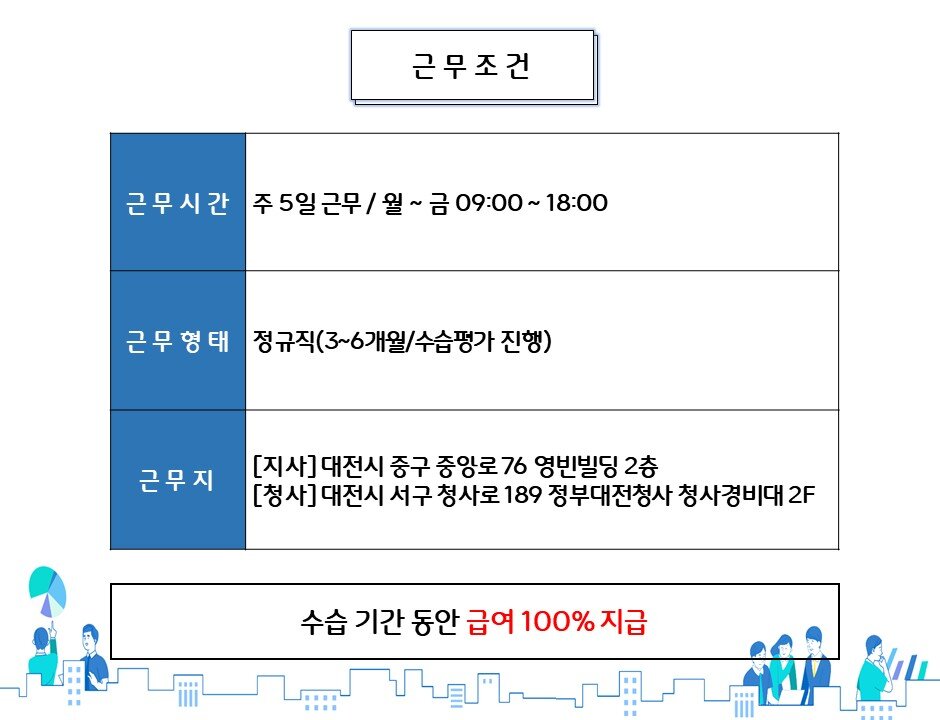 근 무 조 건
근 무 시 간
주 5일 근무 / 월 ~ 금 09:00 ~ 18:00
근 무 형 태
정규직(3~6개월/수습평가 진행)
근 무 지
[지사] 대전시 중구 중앙로 76 영빈빌딩 2층
[청사] 대전시 서구 청사로 189 정부대전청사 청사경비대 2F
수습 기간 동안 급여 100% 지급